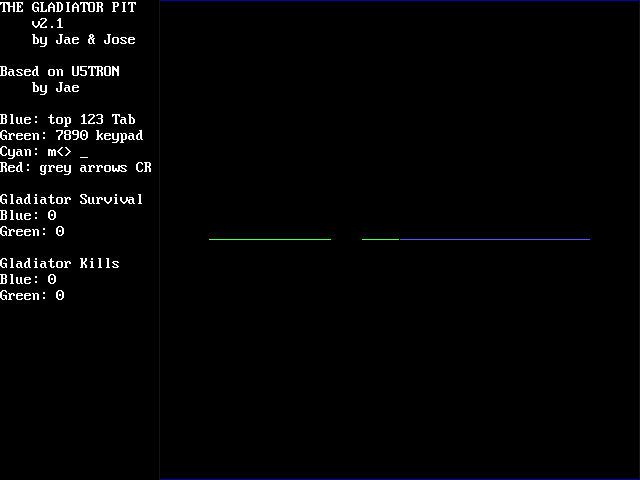 THE GLADIATOR PIT
v2.1
by Jae & Jose
Based on U5TRON
by Jae
Blue: top 123 Tab
Green: 7890 keypad
Cyan: m<> _
Red: grey arrows CR
Gladiator Survival
Blue: 0
Green: 0
Gladiator Kills
Blue: 0
Green: 0